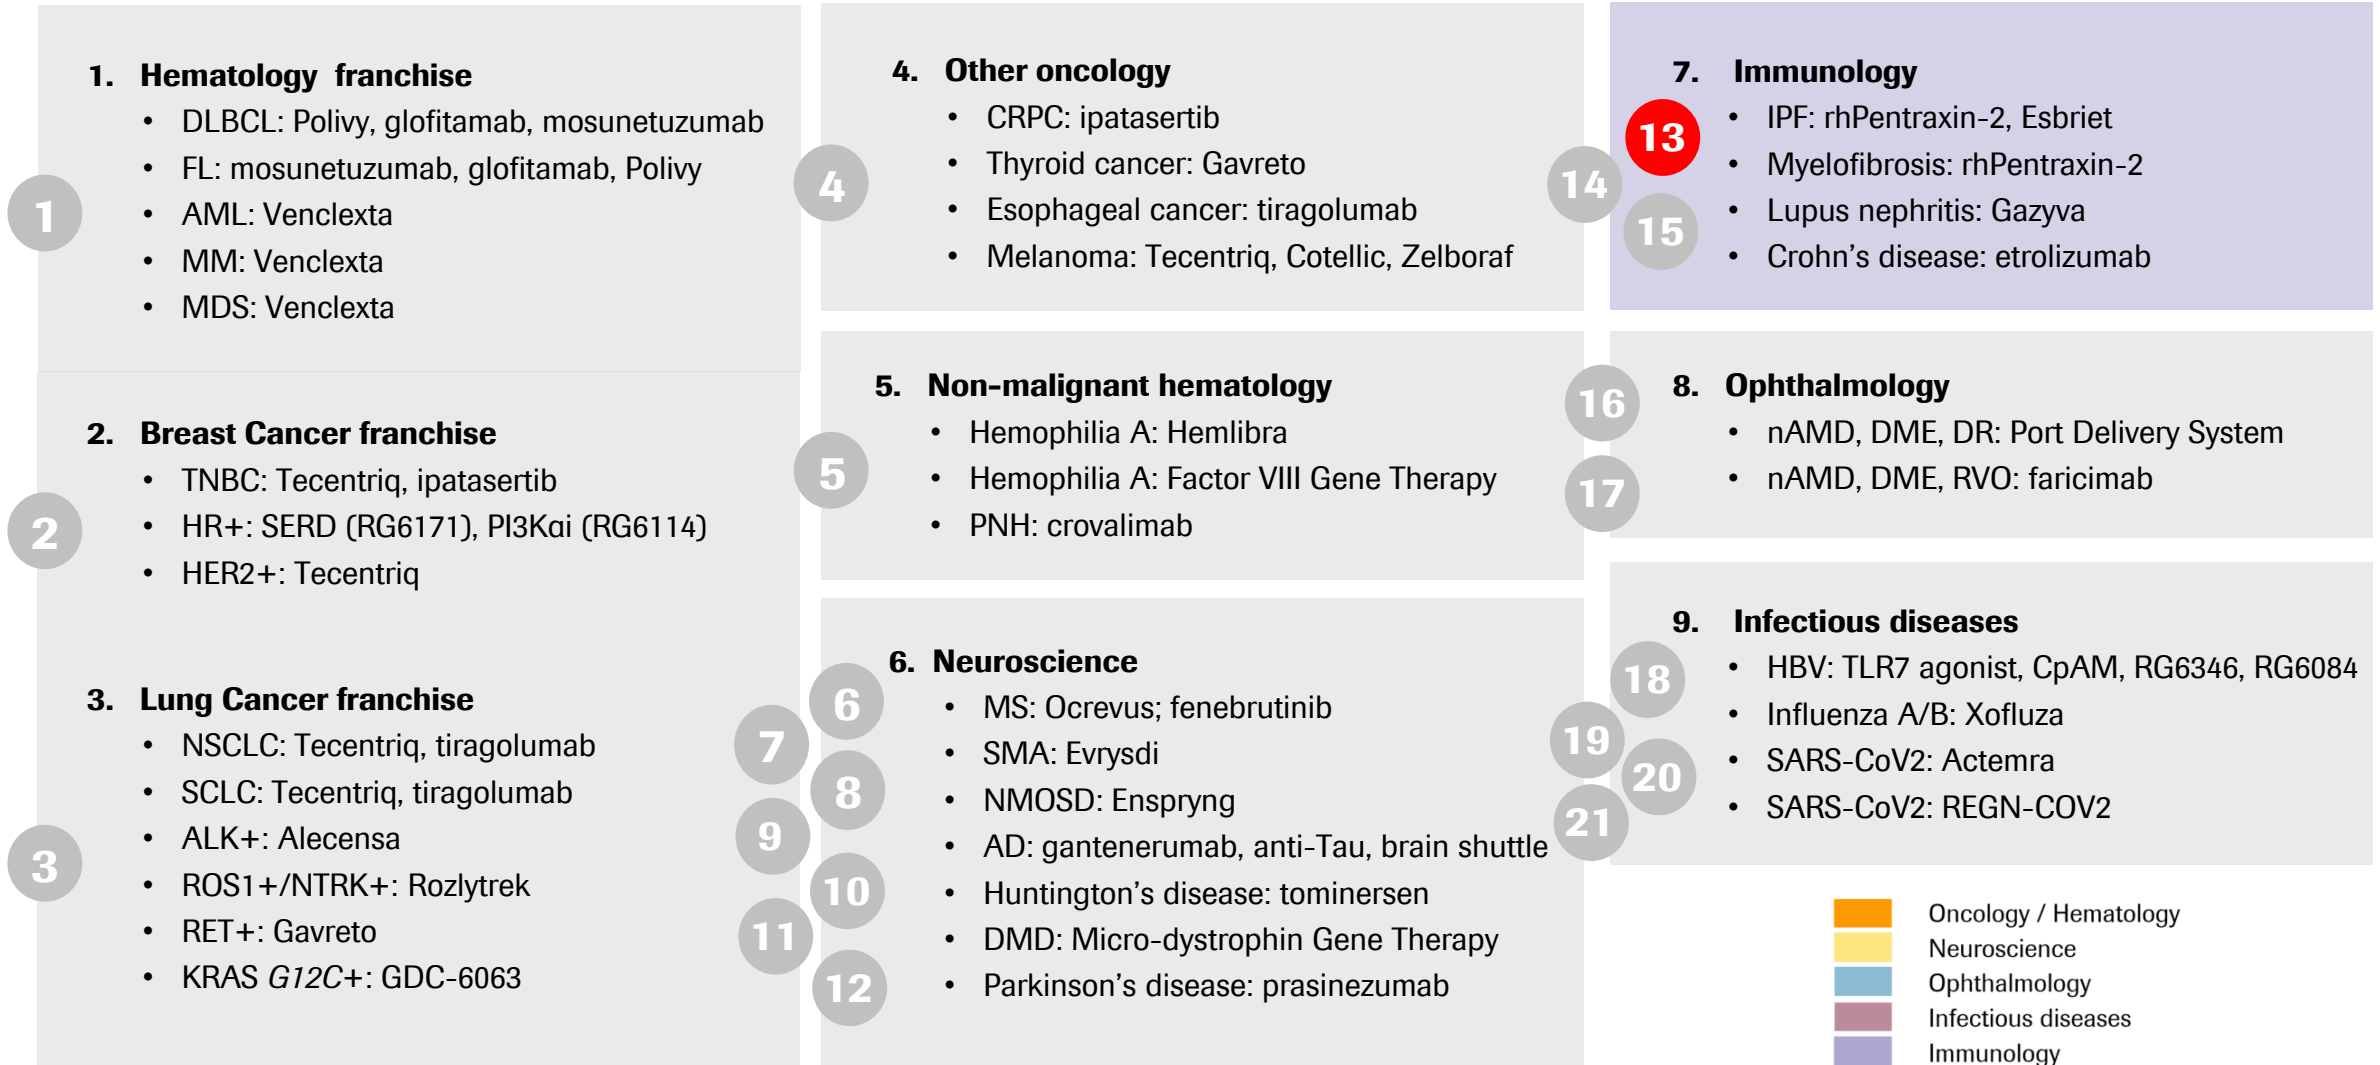 1. Hematology franchise
• DLBCL: Polivy, glofitamab, mosunetuzumab
• FL: mosunetuzumab, glofitamab, Polivy
• AML: Venclexta
• MM: Venclexta
• MDS: Venclexta
1
2. Breast Cancer franchise
• TNBC: Tecentriq, ipatasertib
• HR+: SERD (RG6171), PI3Kai (RG6114)
• HER2+: Tecentriq
2
3. Lung Cancer franchise
• NSCLC: Tecentriq, tiragolumab
• SCLC: Tecentriq, tiragolumab
• ALK+: Alecensa
• ROS1+/NTRK+: Rozlytrek
• RET+: Gavreto
• KRAS G12C+: GDC-6063
3
4. Other oncology
• CRPC: ipatasertib
• Thyroid cancer: Gavreto
• Esophageal cancer: tiragolumab
• Melanoma: Tecentriq, Cotellic, Zelboraf
4
5. Non-malignant hematology
• Hemophilia A: Hemlibra
• Hemophilia A: Factor VIII Gene Therapy
• PNH: crovalimab
5
6. Neuroscience
• MS: Ocrevus; fenebrutinib
• SMA: Evrysdi
• NMOSD: Enspryng
• AD: gantenerumab, anti-Tau, brain shuttle
• Huntington's disease: tominersen
• DMD: Micro-dystrophin Gene Therapy
• Parkinson's disease: prasinezumab
6
7
8
9
10
11
12
7. Immunology
• IPF: rhPentraxin-2, Esbriet
• Myelofibrosis: rhPentraxin-2
• Lupus nephritis: Gazyva
• Crohn's disease: etrolizumab
13
14
15
8. Ophthalmology
• nAMD, DME, DR: Port Delivery System
• nAMD, DME, RVO: faricimab
16
17
9. Infectious diseases
• HBV: TLR7 agonist, CpAM, RG6346, RG6084
• Influenza A/B: Xofluza
• SARS-CoV2: Actemra
• SARS-CoV2: REGN-COV2
18
19
20
21
Oncology / Hematology
Neuroscience
Ophthalmology
Infectious diseases
Immunology